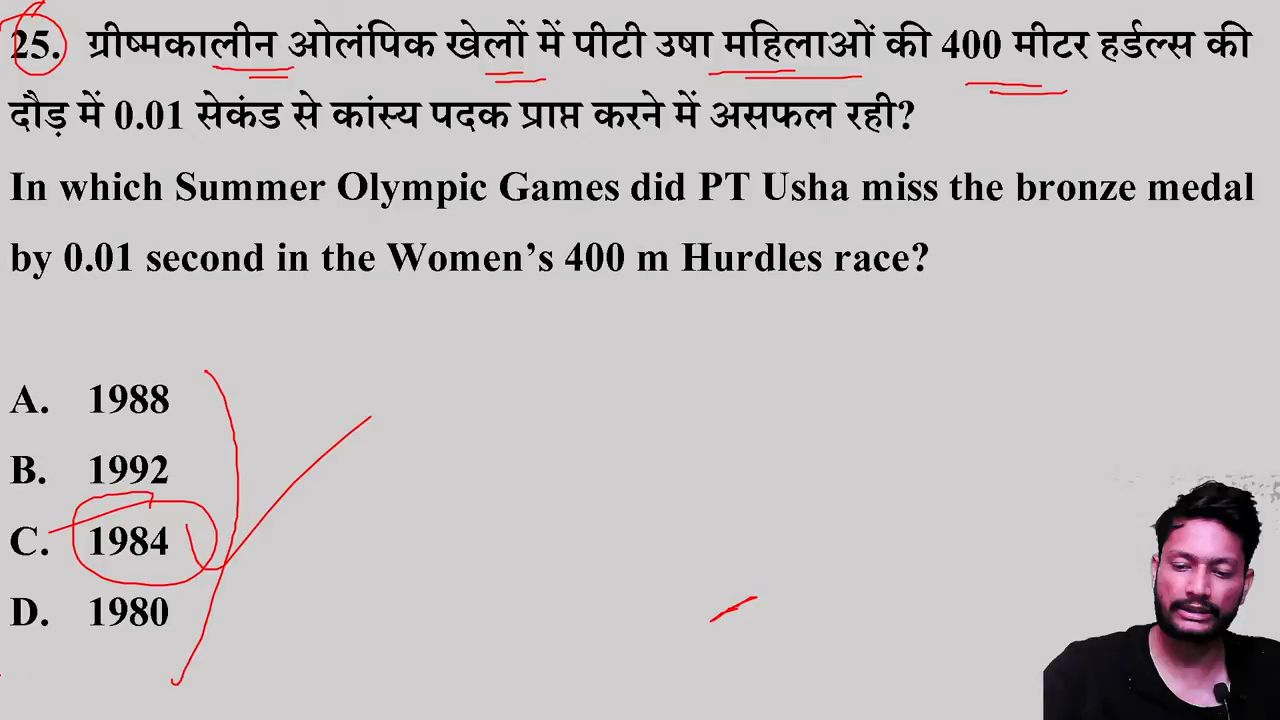 25. ग्रीष्मकालीन ओलंपिक खेलों में पीटी उषा महिलाओं की 400 मीटर हर्डल्स की
दौड़ में 0.01 सेकंड से कांस्य पदक प्राप्त करने में असफल रही?
In which Summer Olympic Games did PT Usha miss the bronze medal
by 0.01 second in the Women’s 400 m Hurdles race?
A. 1988
B. 1992
C. 1984
D. 1980